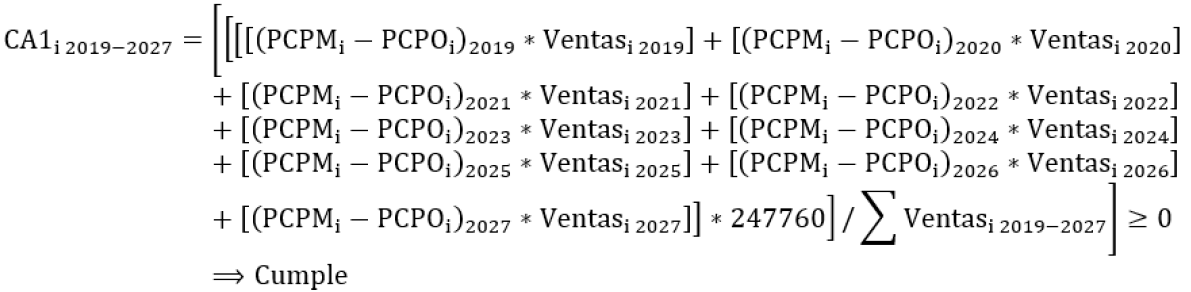 CA1ᵢ ₂₀₁₉₋₂₀₂₇ = [[[[(PCPMᵢ − PCPOᵢ)₂₀₁₉ ∗ Ventasᵢ ₂₀₁₉] + [(PCPMᵢ − PCPOᵢ)₂₀₂₀ ∗ Ventasᵢ ₂₀₂₀]
+ [(PCPMᵢ − PCPOᵢ)₂₀₂₁ ∗ Ventasᵢ ₂₀₂₁] + [(PCPMᵢ − PCPOᵢ)₂₀₂₂ ∗ Ventasᵢ ₂₀₂₂]
+ [(PCPMᵢ − PCPOᵢ)₂₀₂₃ ∗ Ventasᵢ ₂₀₂₃] + [(PCPMᵢ − PCPOᵢ)₂₀₂₄ ∗ Ventasᵢ ₂₀₂₄]
+ [(PCPMᵢ − PCPOᵢ)₂₀₂₅ ∗ Ventasᵢ ₂₀₂₅] + [(PCPMᵢ − PCPOᵢ)₂₀₂₆ ∗ Ventasᵢ ₂₀₂₆]
+ [(PCPMᵢ − PCPOᵢ)₂₀₂₇ ∗ Ventasᵢ ₂₀₂₇]] ∗ 247760] / ∑ Ventasᵢ ₂₀₁₉₋₂₀₂₇] ≥ 0
⟹ Cumple